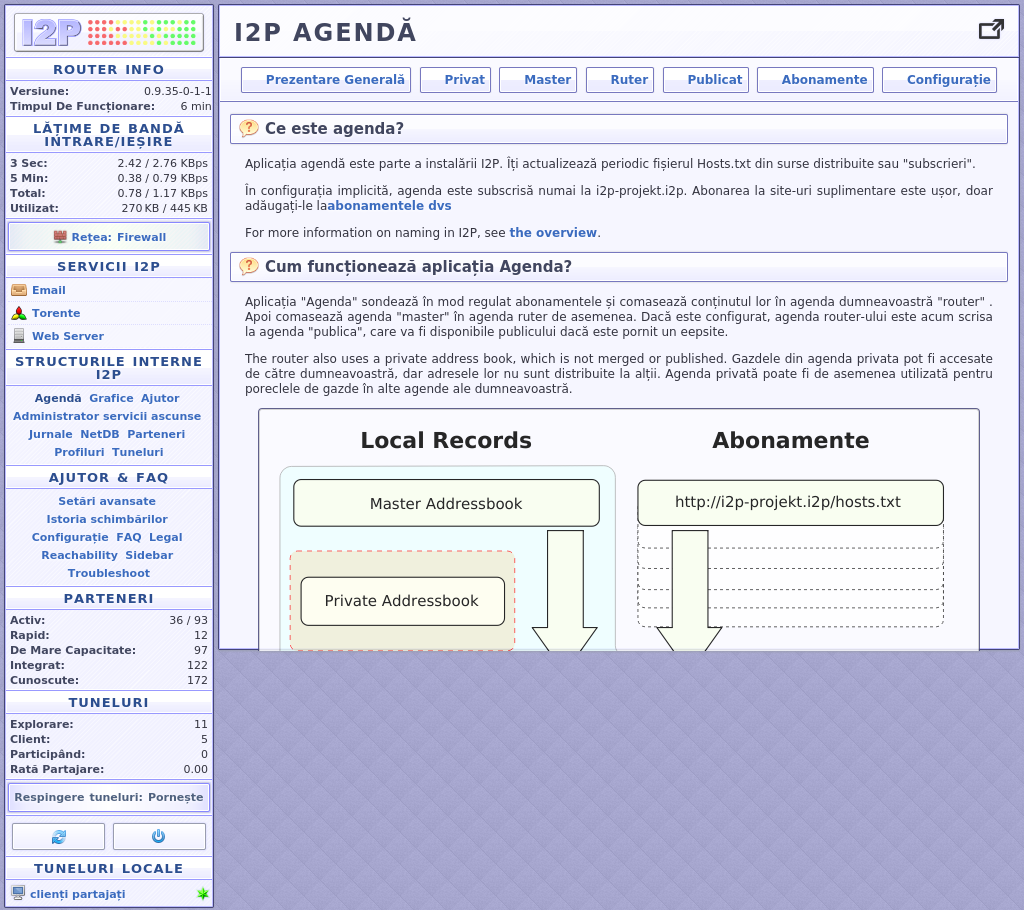 I2P
ROUTER INFO
Versiune: 0.9.35-0-1-1
Timpul De Funcționare: 6 min
LĂȚIME DE BANDĂ
INTRARE/IEȘIRE
3 Sec: 2.42 / 2.76 KBps
5 Min: 0.38 / 0.79 KBps
Total: 0.78 / 1.17 KBps
Utilizat: 270 KB / 445 KB
Rețea: Firewall
SERVICII I2P
Email
Torente
Web Server
STRUCTURILE INTERNE
I2P
Agendă Grafice Ajutor
Administrator servicii ascunse
Jurnale NetDB Parteneri
Profiluri Tuneluri
AJUTOR & FAQ
Setări avansate
Istoria schimbărilor
Configurație FAQ Legal
Reachability Sidebar
Troubleshoot
PARTENERI
Activ: 36 / 93
Rapid: 12
De Mare Capacitate: 97
Integrat: 122
Cunoscute: 172
TUNELURI
Explorare: 11
Client: 5
Participând: 0
Rată Partajare: 0.00
Respingere tuneluri: Pornește
TUNELURI LOCALE
clienți partajați
I2P AGENDĂ
Prezentare Generală Privat Master Ruter Publicat Abonamente Configurație
Ce este agenda?
Aplicația agendă este parte a instalării I2P. Îți actualizează periodic fișierul Hosts.txt din surse distribuite sau "subscrieri".
În configurația implicită, agenda este subscrisă numai la i2p-projekt.i2p. Abonarea la site-uri suplimentare este ușor, doar
adăugați-le laabonamentele dvs
For more information on naming in I2P, see the overview.
Cum funcționează aplicația Agenda?
Aplicația "Agenda" sondează în mod regulat abonamentele și comasează conținutul lor în agenda dumneavoastră "router" .
Apoi comasează agenda "master" în agenda ruter de asemenea. Dacă este configurat, agenda router-ului este acum scrisa
la agenda "publica", care va fi disponibile publicului dacă este pornit un eepsite.
The router also uses a private address book, which is not merged or published. Gazdele din agenda privata pot fi accesate
de către dumneavoastră, dar adresele lor nu sunt distribuite la alții. Agenda privată poate fi de asemenea utilizată pentru
poreclele de gazde în alte agende ale dumneavoastră.
Local Records
Abonamente
Master Addressbook
http://i2p-projekt.i2p/hosts.txt
Private Addressbook